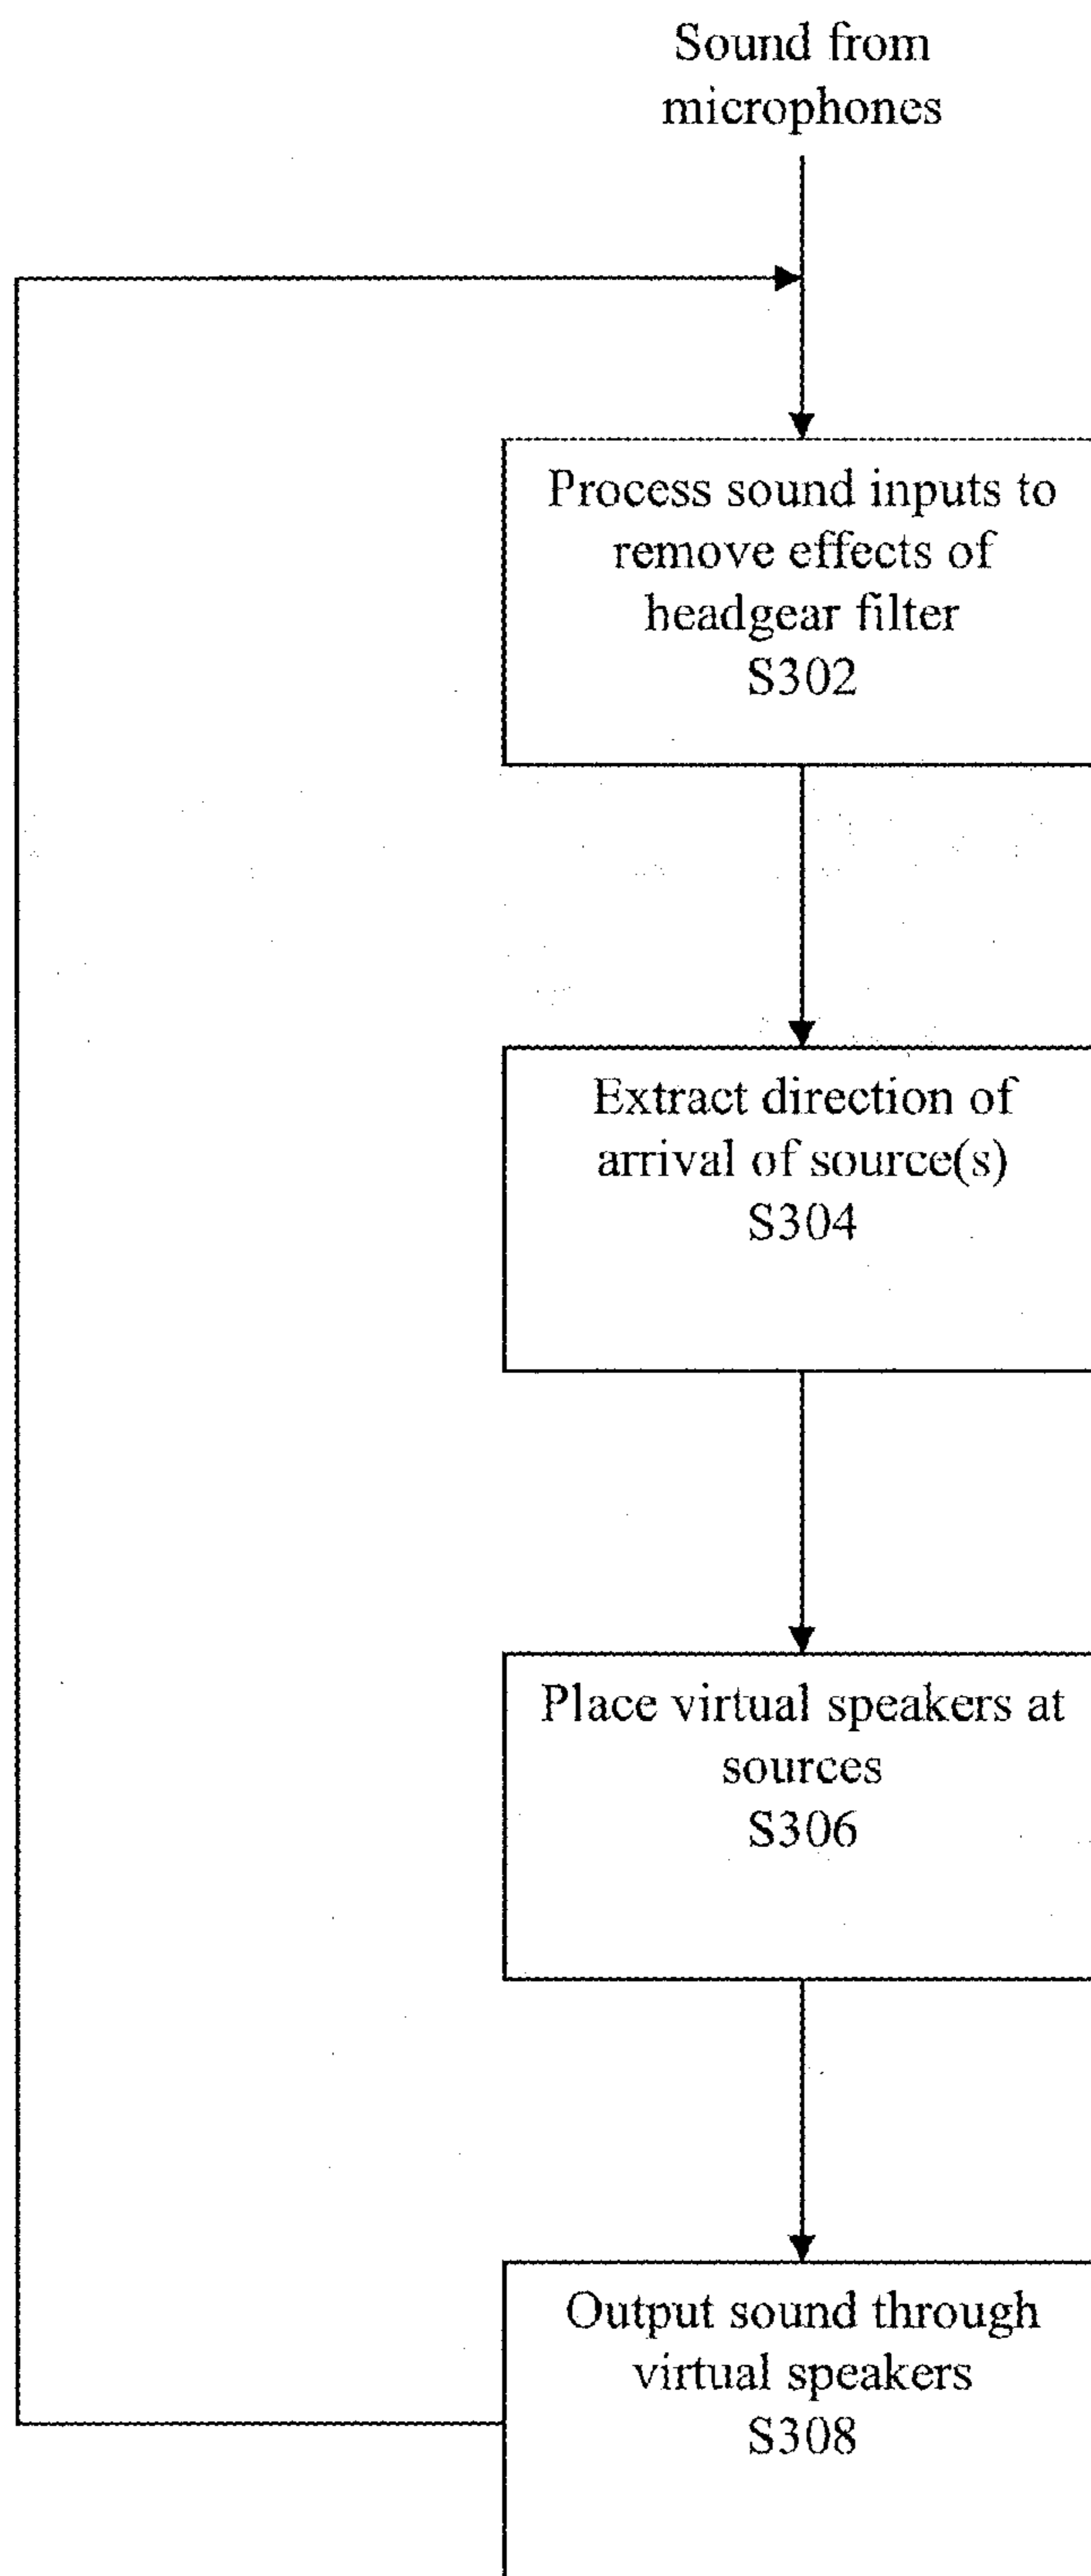 Sound from
microphones
Process sound inputs to
remove effects of
headgear filter
S302
Extract direction of
arrival of source(s)
S304
Place virtual speakers at
sources
S306
Output sound through
virtual speakers
S308